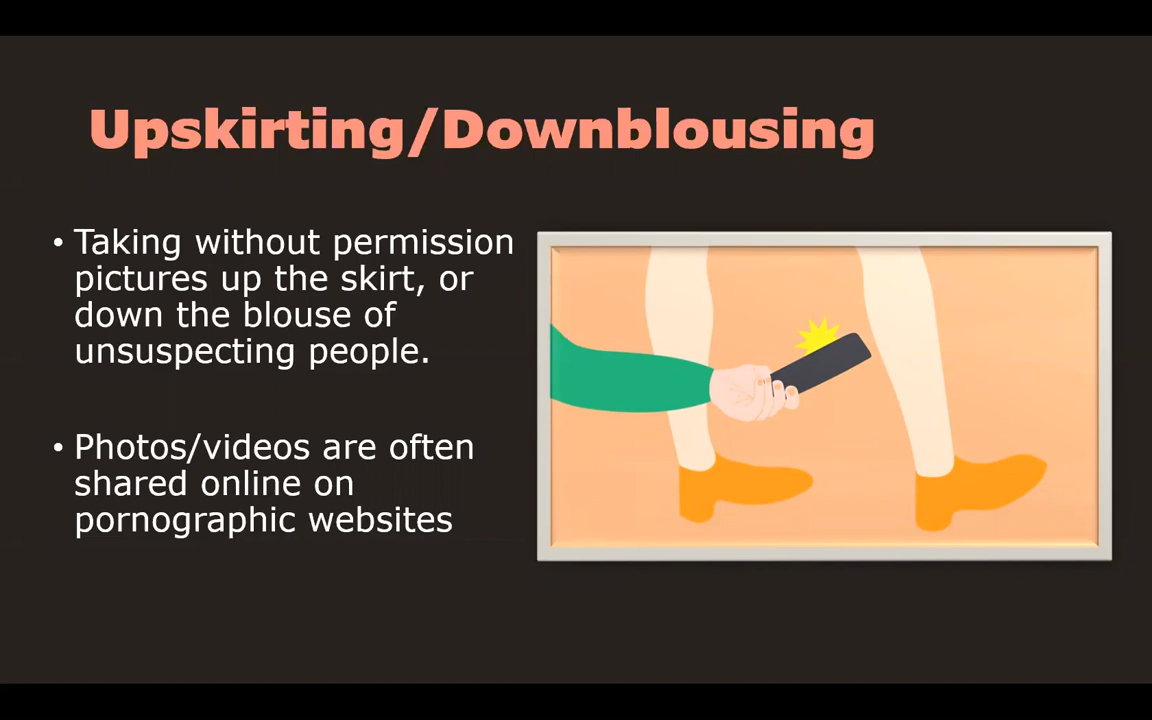 Upskirting/Downblousing
• Taking without permission
pictures up the skirt, or
down the blouse of
unsuspecting people.
• Photos/videos are often
shared online on
pornographic websites